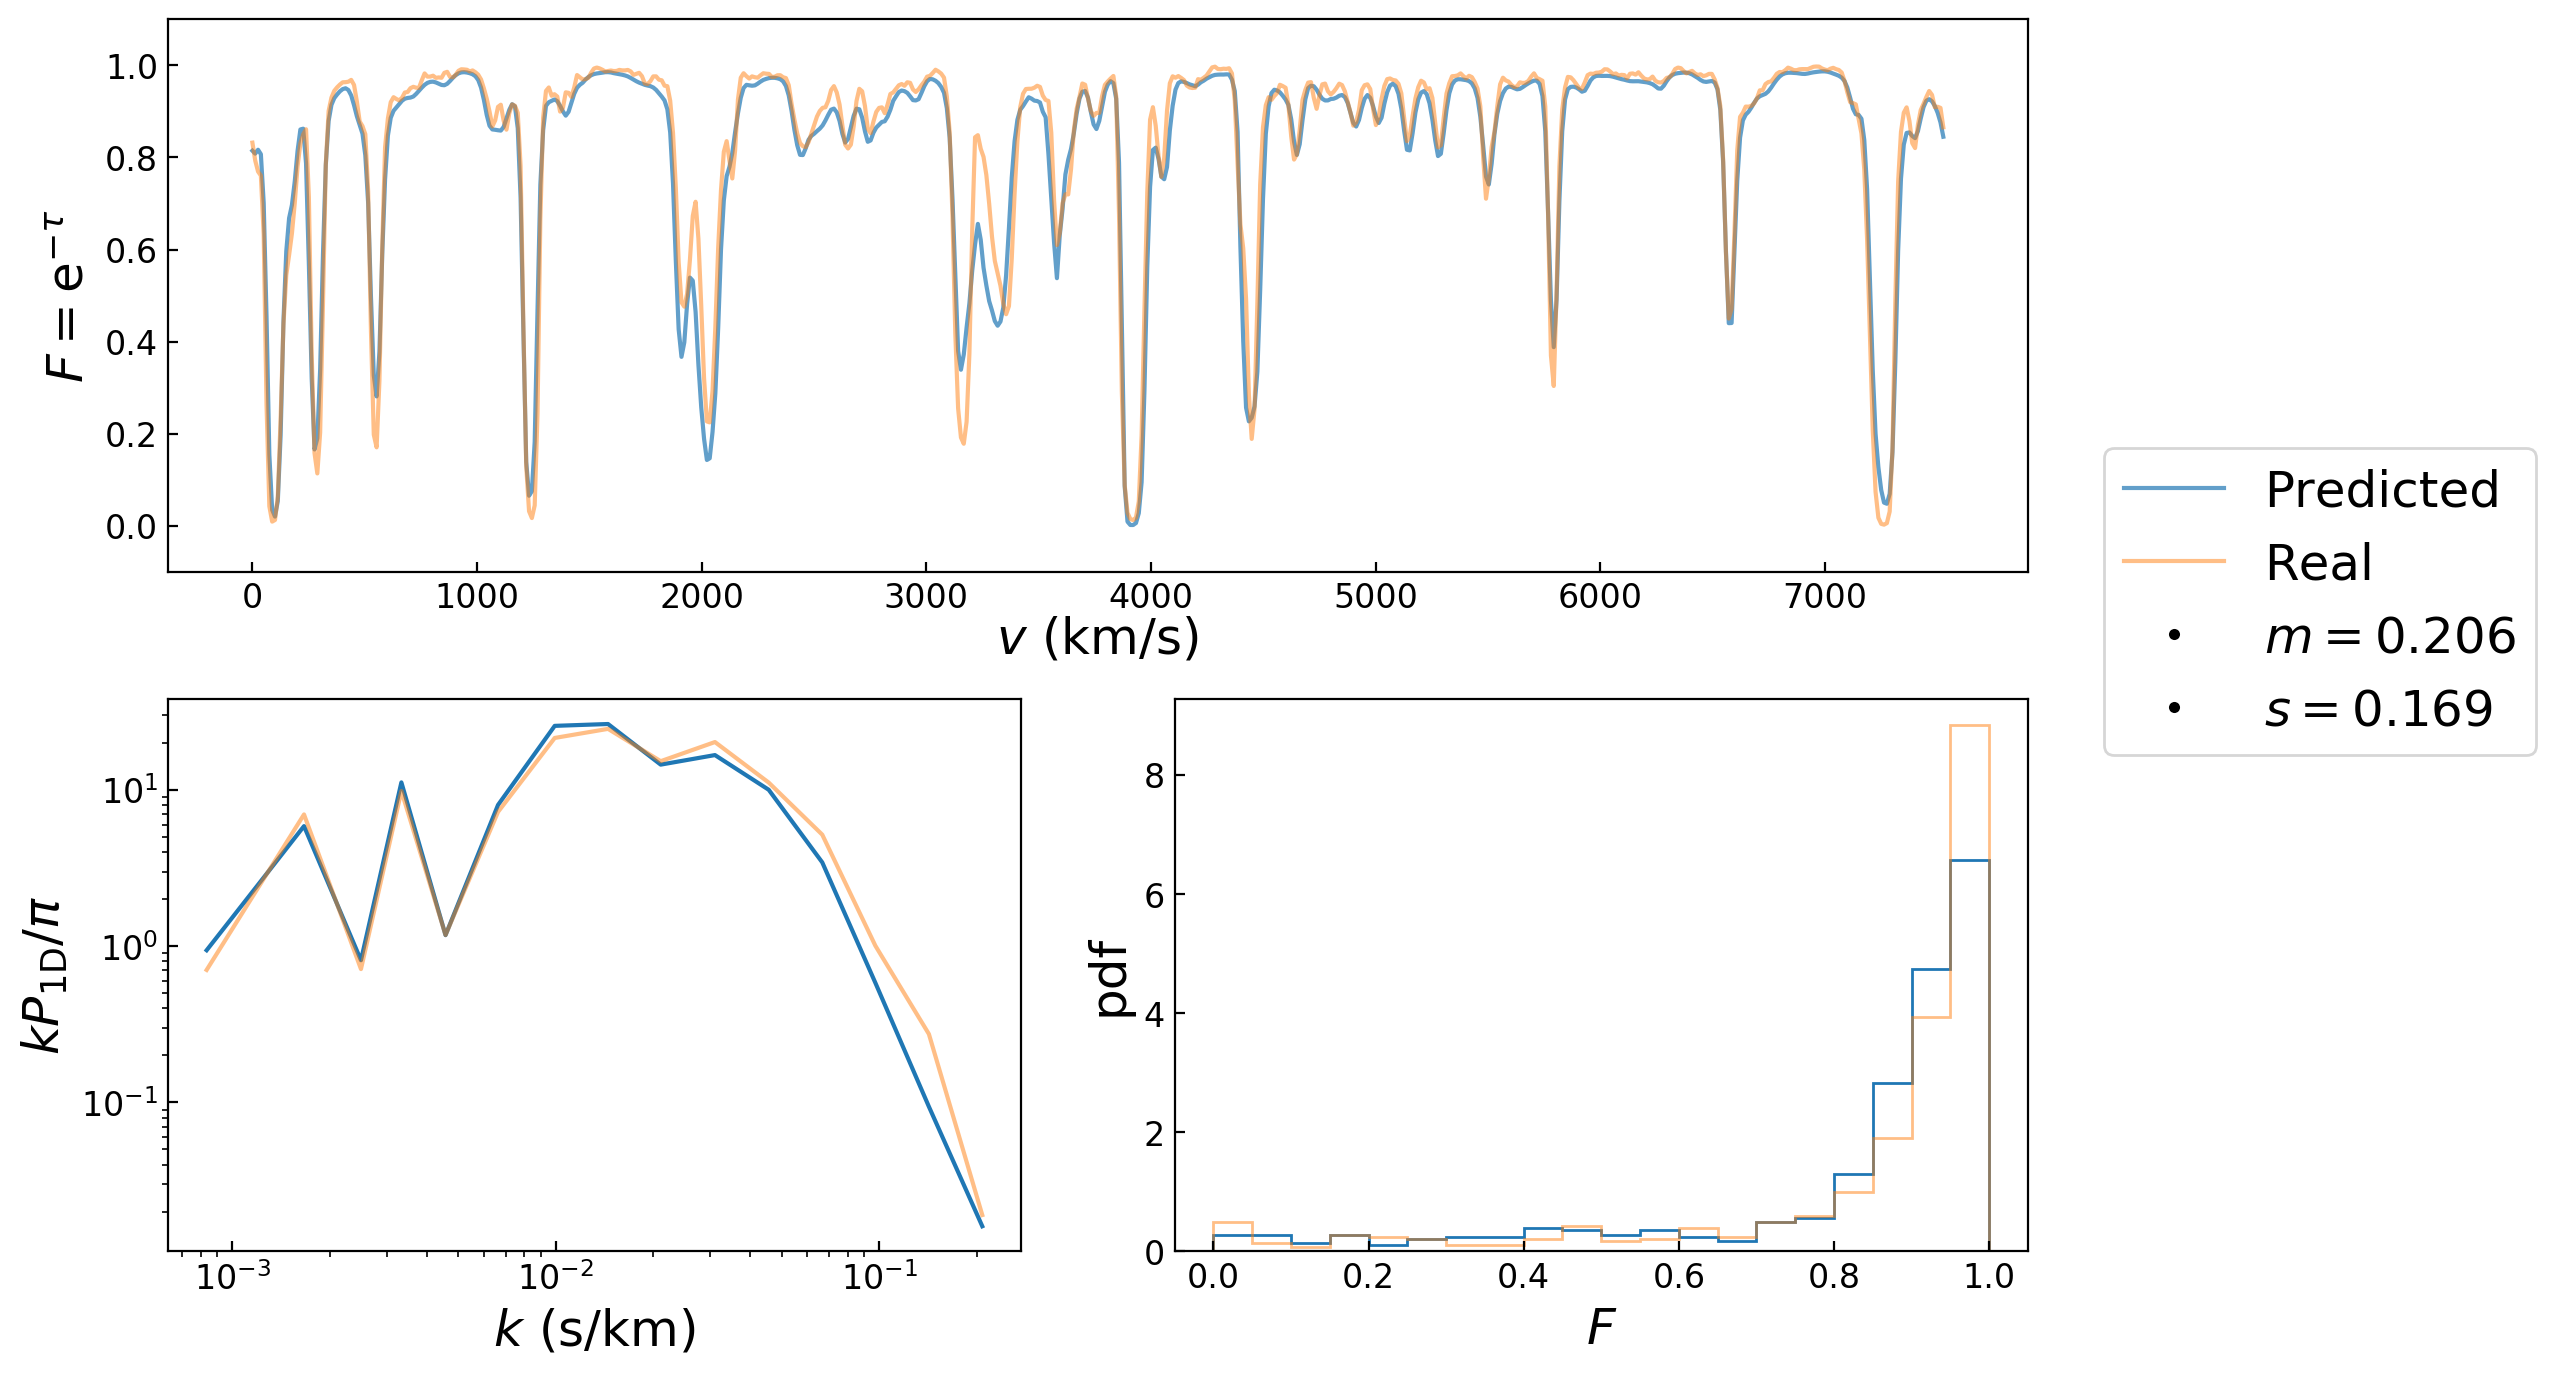 F = e^{-τ}
1.0
0.8
0.6
0.4
0.2
0.0
0 1000 2000 3000 4000 5000 6000 7000
v (km/s)
Predicted
Real
m = 0.206
s = 0.169
kP_{1D}/π
10^1
10^0
10^{-1}
10^{-3} 10^{-2} 10^{-1}
k (s/km)
pdf
8
6
4
2
0
0.0 0.2 0.4 0.6 0.8 1.0
F